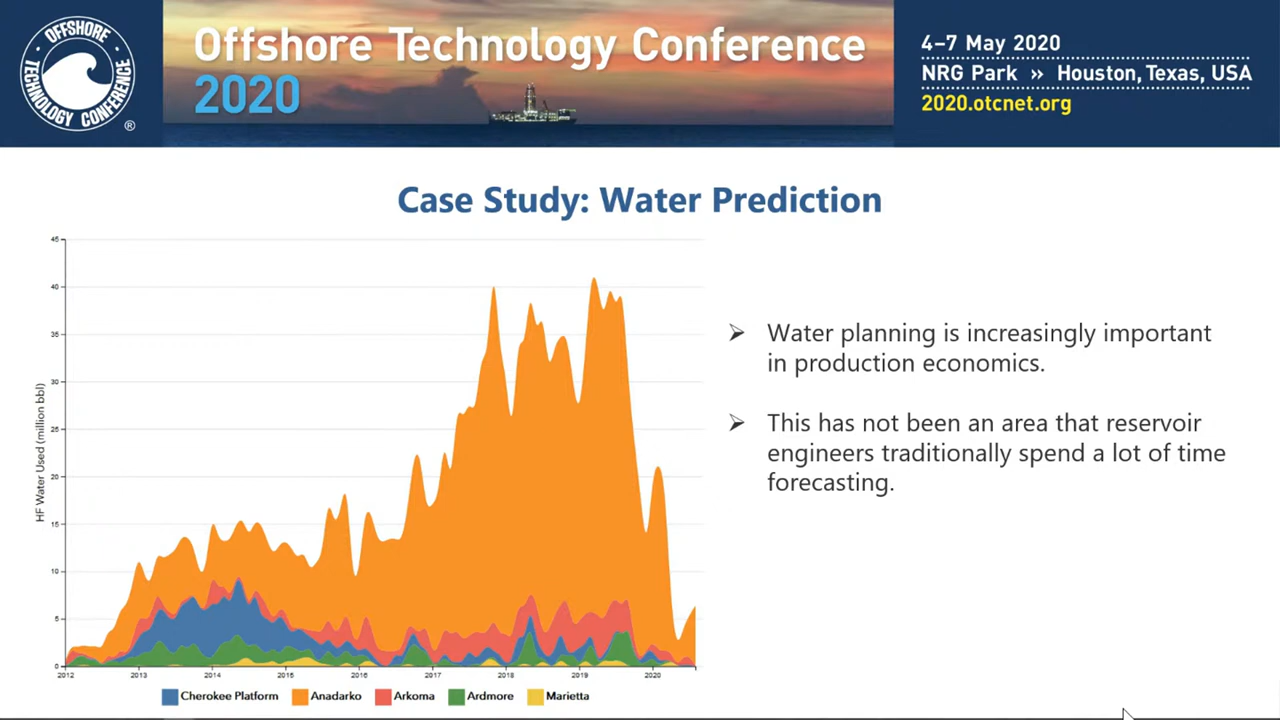 OFFSHORE
TECHNOLOGY CONFERENCE
®
Offshore Technology Conference
2020
4–7 May 2020
NRG Park » Houston, Texas, USA
2020.otcnet.org
Case Study: Water Prediction
HF Water Used (million bbl)
45
40
35
30
25
20
15
10
5
0
2012 2013 2014 2015 2016 2017 2018 2019 2020
Cherokee Platform Anadarko Arkoma Ardmore Marietta
➢ Water planning is increasingly important
in production economics.
➢ This has not been an area that reservoir
engineers traditionally spend a lot of time
forecasting.